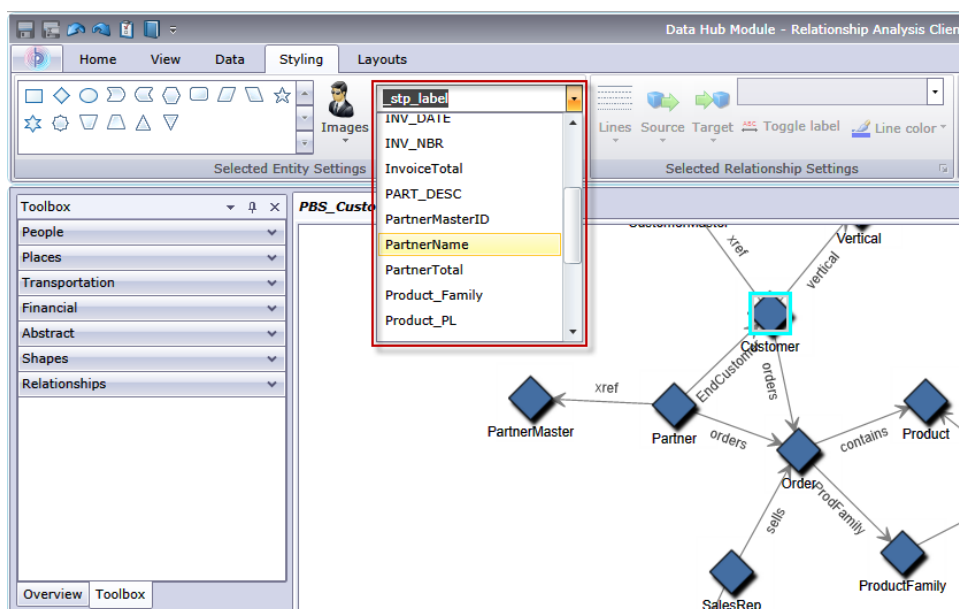 Data Hub Module - Relationship Analysis Clien
Home View Data Styling Layouts
_stp_label
Images
Lines Source Target ABC Toggle label Line color
Selected Entity Settings
Selected Relationship Settings
INV_DATE
INV_NBR
InvoiceTotal
PART_DESC
PartnerMasterID
PartnerName
PartnerTotal
Product_Family
Product_PL
Toolbox
People
Places
Transportation
Financial
Abstract
Shapes
Relationships
Overview Toolbox
PBS_Custo
CustomerMaster
Vertical
xref
vertical
Customer
EndCustome
orders
xref
PartnerMaster
Partner
orders
contains
Product
Order
ProdFamily
sells
ProductFamily
SalesRep